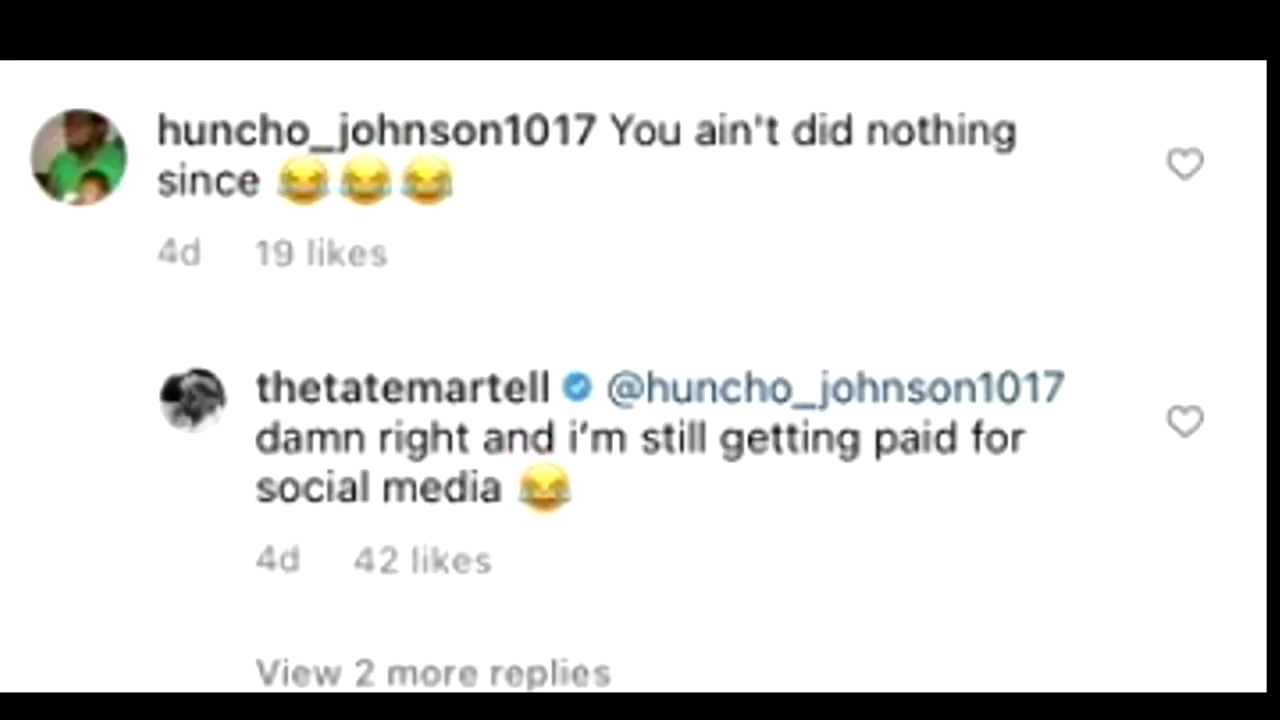 huncho_johnson1017 You ain't did nothing
since 😂😂😂
4d 19 likes
thetatemartell @huncho_johnson1017
damn right and i'm still getting paid for
social media 😂
4d 42 likes
View 2 more replies